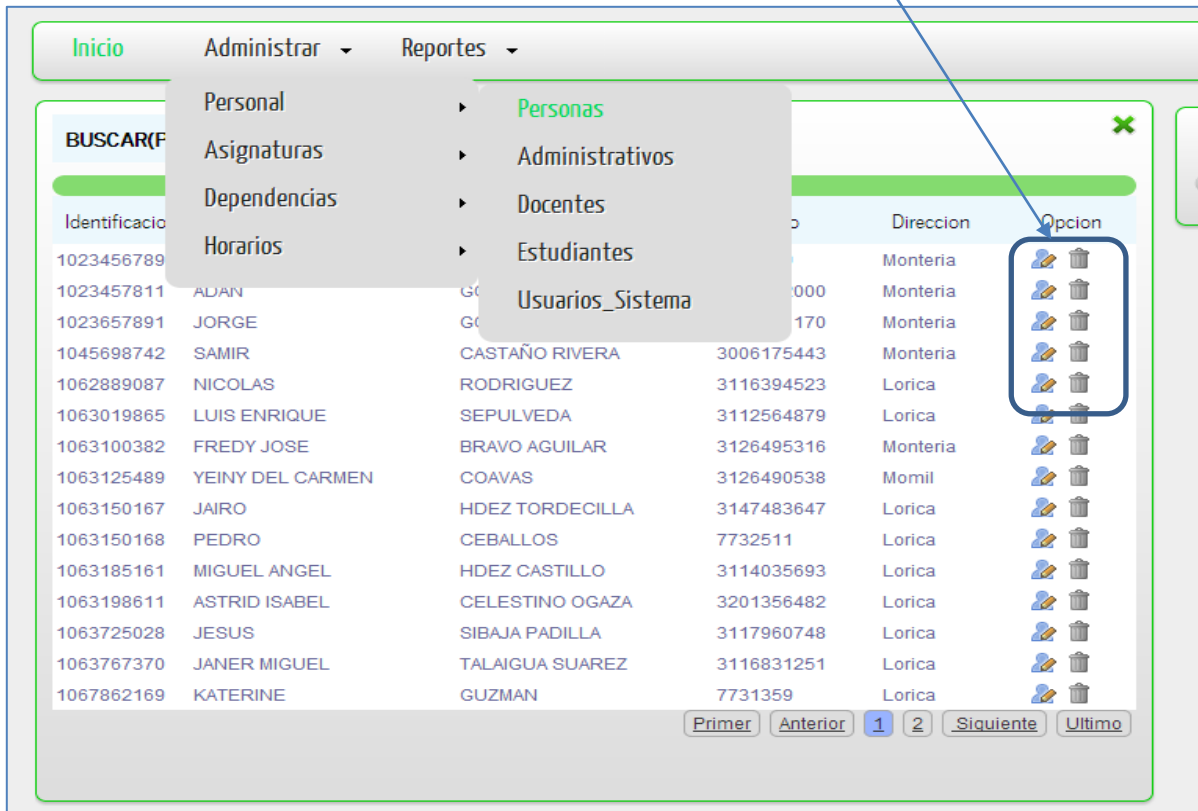 Inicio Administrar Reportes
Personal
Asignaturas
Dependencias
Horarios
Personas
Administrativos
Docentes
Estudiantes
Usuarios_Sistema
Identificacio Direccion Opcion
1023456789 Monteria
1023457811 ADAN Monteria
1023657891 JORGE 170 Monteria
1045698742 SAMIR CASTAÑO RIVERA 3006175443 Monteria
1062889087 NICOLAS RODRIGUEZ 3116394523 Lorica
1063019865 LUIS ENRIQUE SEPULVEDA 3112564879 Lorica
1063100382 FREDY JOSE BRAVO AGUILAR 3126495316 Monteria
1063125489 YEINY DEL CARMEN COAVAS 3126490538 Momil
1063150167 JAIRO HDEZ TORDECILLA 3147483647 Lorica
1063150168 PEDRO CEBALLOS 7732511 Lorica
1063185161 MIGUEL ANGEL HDEZ CASTILLO 3114035693 Lorica
1063198611 ASTRID ISABEL CELESTINO OGAZA 3201356482 Lorica
1063725028 JESUS SIBAJA PADILLA 3117960748 Lorica
1063767370 JANER MIGUEL TALAIGUA SUAREZ 3116831251 Lorica
1067862169 KATERINE GUZMAN 7731359 Lorica
Primer Anterior 1 2 Siguiente Ultimo